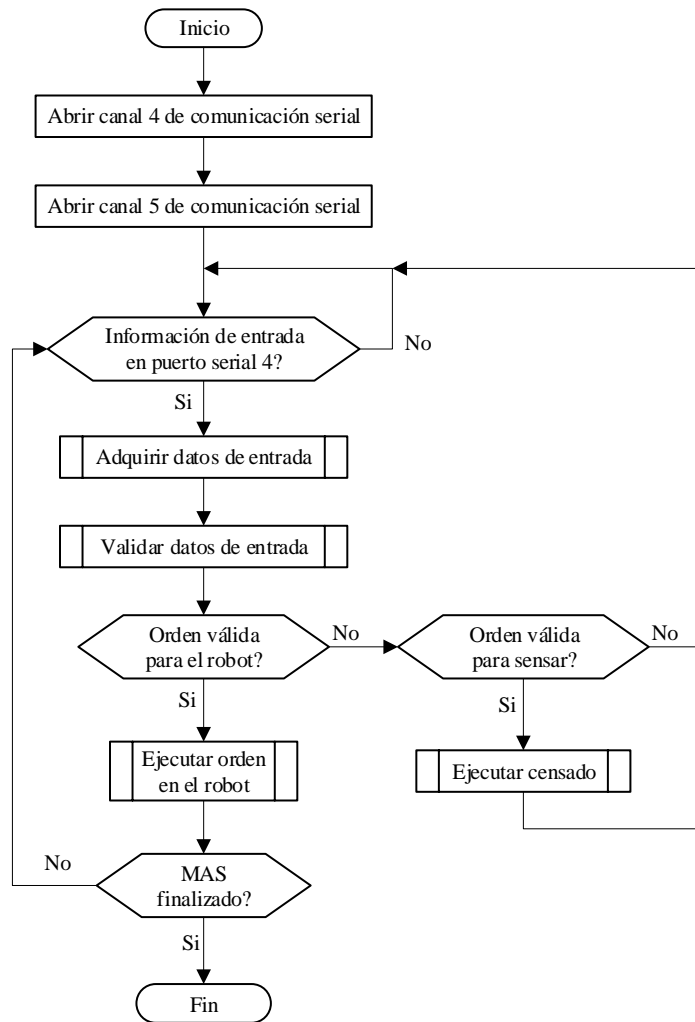 Inicio
Abrir canal 4 de comunicación serial
Abrir canal 5 de comunicación serial
Información de entrada
en puerto serial 4?
No
Si
Adquirir datos de entrada
Validar datos de entrada
Orden válida
para el robot?
No
Orden válida
para sensar?
No
Si
Si
Ejecutar orden
en el robot
Ejecutar censado
No
MAS
finalizado?
Si
Fin